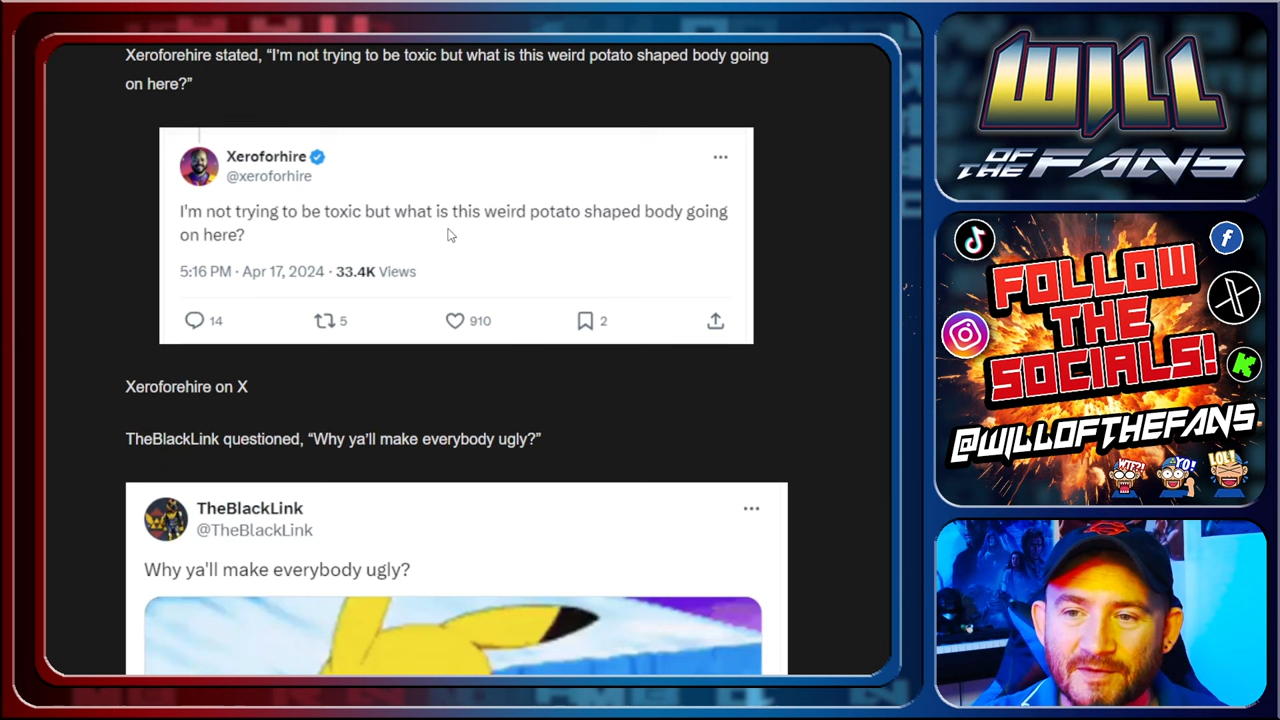 Xeroforehire stated, “I'm not trying to be toxic but what is this weird potato shaped body going
on here?”
Xeroforhire
@xeroforhire
I'm not trying to be toxic but what is this weird potato shaped body going
on here?
5:16 PM · Apr 17, 2024 · 33.4K Views
14 5 910 2
Xeroforehire on X
TheBlackLink questioned, “Why ya'll make everybody ugly?”
TheBlackLink
@TheBlackLink
Why ya'll make everybody ugly?
WILL
OF THE FANS
FOLLOW
THE
SOCIALS!
@WILLOFTHEFANS
WTF?! YO! LOL!